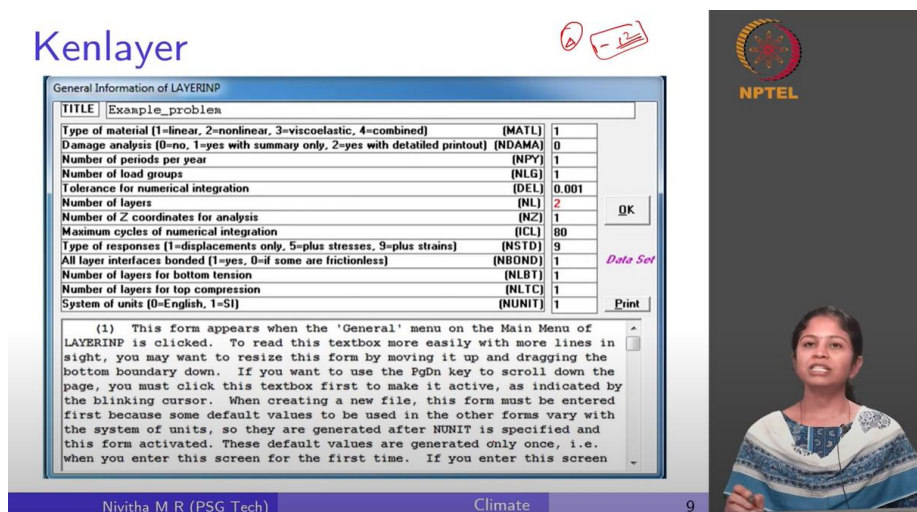 Kenlayer
1 - 12
NPTEL
General Information of LAYERINP
TITLE Example_problem
Type of material (1=linear, 2=nonlinear, 3=viscoelastic, 4=combined) (MATL) 1
Damage analysis (0=no, 1=yes with summary only, 2=yes with detatiled printout) (NDAMA) 0
Number of periods per year (NPY) 1
Number of load groups (NLG) 1
Tolerance for numerical integration (DEL) 0.001
Number of layers (NL) 2
Number of Z coordinates for analysis (NZ) 1
Maximum cycles of numerical integration (ICL) 80
Type of responses (1=displacements only, 5=plus stresses, 9=plus strains) (NSTD) 9
All layer interfaces bonded (1=yes, 0=if some are frictionless) (NBOND) 1
Number of layers for bottom tension (NLBT) 1
Number of layers for top compression (NLTC) 1
System of units (0=English, 1=SI) (NUNIT) 1
OK
Data Set
Print
(1) This form appears when the 'General' menu on the Main Menu of
LAYERINP is clicked. To read this textbox more easily with more lines in
sight, you may want to resize this form by moving it up and dragging the
bottom boundary down. If you want to use the PgDn key to scroll down the
page, you must click this textbox first to make it active, as indicated by
the blinking cursor. When creating a new file, this form must be entered
first because some default values to be used in the other forms vary with
the system of units, so they are generated after NUNIT is specified and
this form activated. These default values are generated only once, i.e.
when you enter this screen for the first time. If you enter this screen
Nivitha M R (PSG Tech) Climate 9